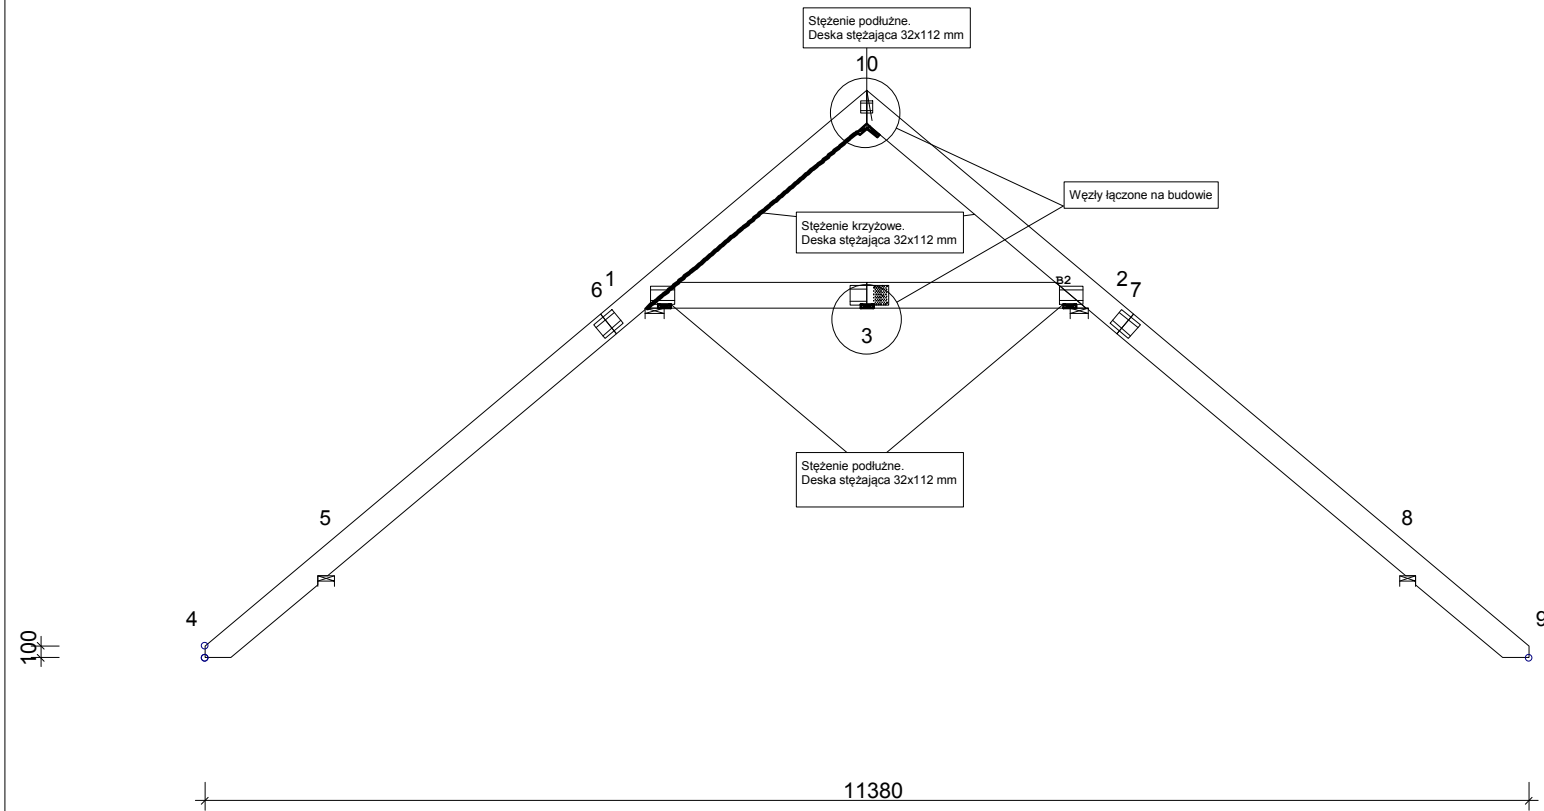 Stężenie podłużne.
Deska stężająca 32x112 mm
10
Węzły łączone na budowie
Stężenie krzyżowe.
Deska stężająca 32x112 mm
6 1
B2
2 7
3
Stężenie podłużne.
Deska stężająca 32x112 mm
5
8
4
9
100
11380